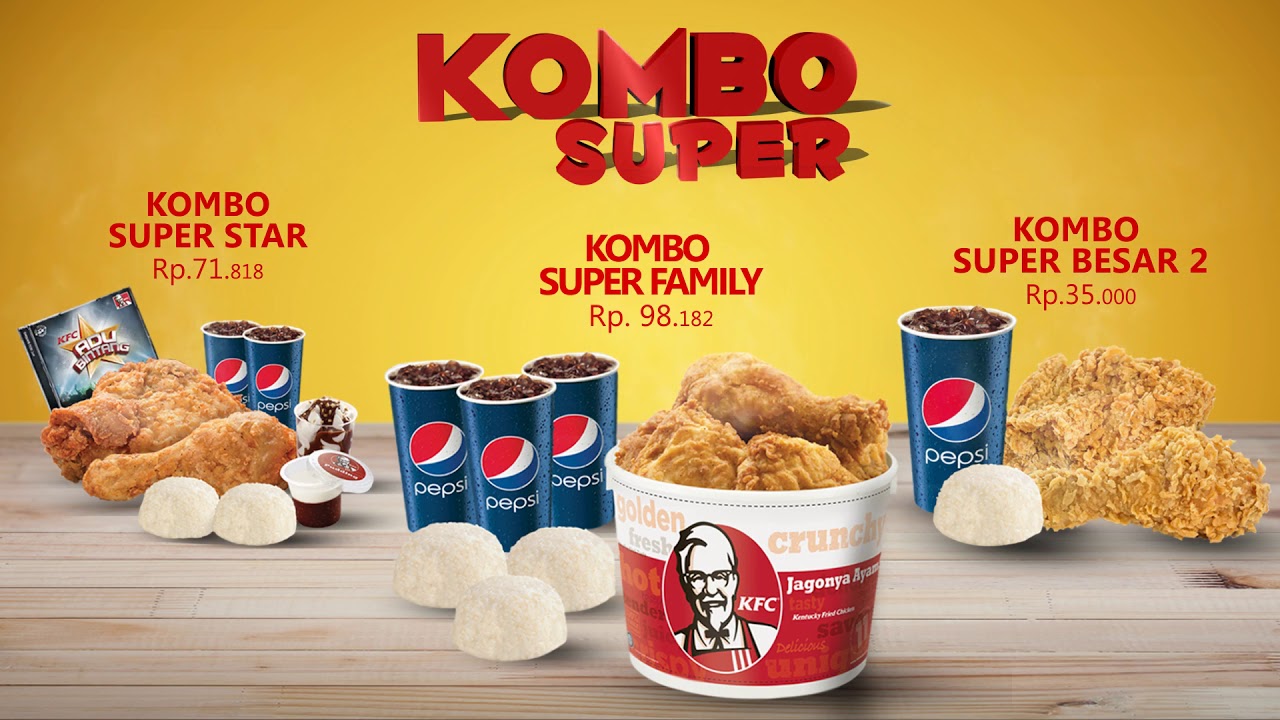 KOMBO
SUPER
KOMBO
SUPER STAR
Rp.71.818
KOMBO
SUPER FAMILY
Rp. 98.182
KOMBO
SUPER BESAR 2
Rp.35.000
KFC
ADU
BINTANG
pepsi
pepsi
Pudding
pepsi
pepsi
pepsi
golden
fresh
hot
crunchy
Jagonya Ayam
KFC
tasty
Kentucky Fried Chicken
Delicious
pepsi